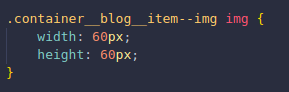 .container__blog__item--img img {
    width: 60px;
    height: 60px;
}